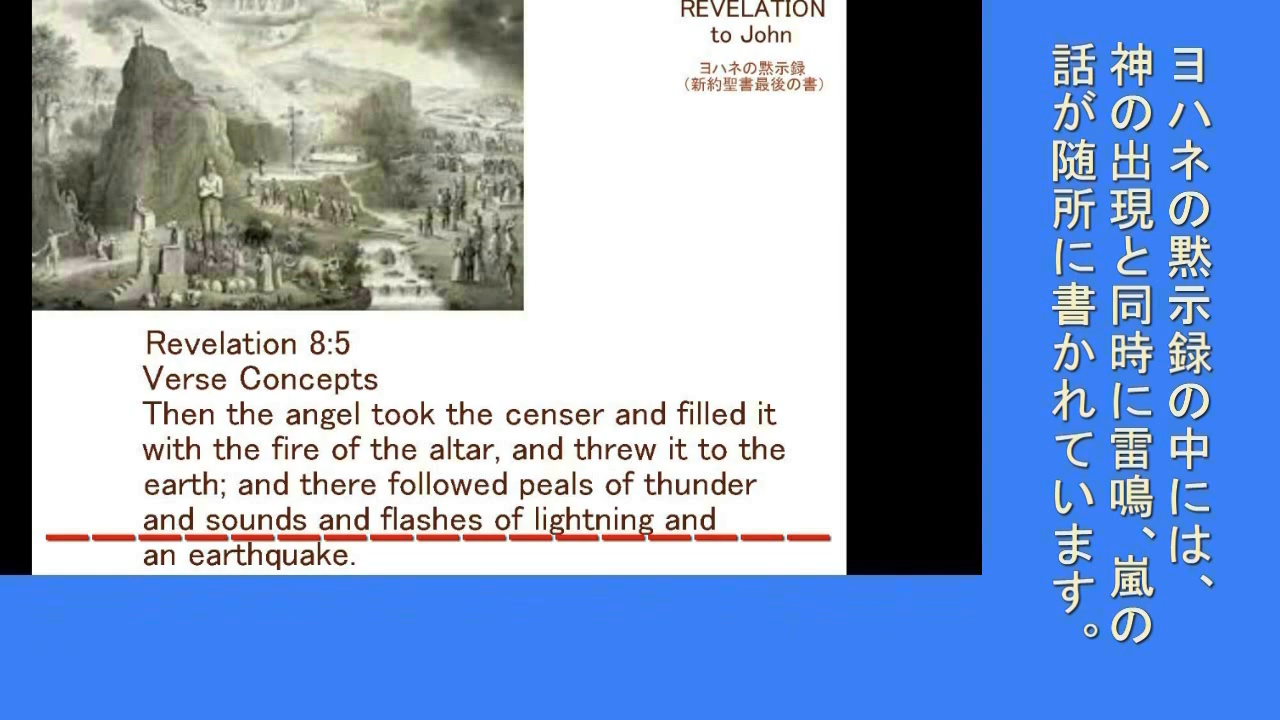 REVELATION
to John
ヨハネの黙示録
（新約聖書最後の書）
Revelation 8:5
Verse Concepts
Then the angel took the censer and filled it
with the fire of the altar, and threw it to the
earth; and there followed peals of thunder
and sounds and flashes of lightning and
an earthquake.
ヨハネの黙示録の中には、
神の出現と同時に雷鳴、嵐の
話が随所に書かれています。